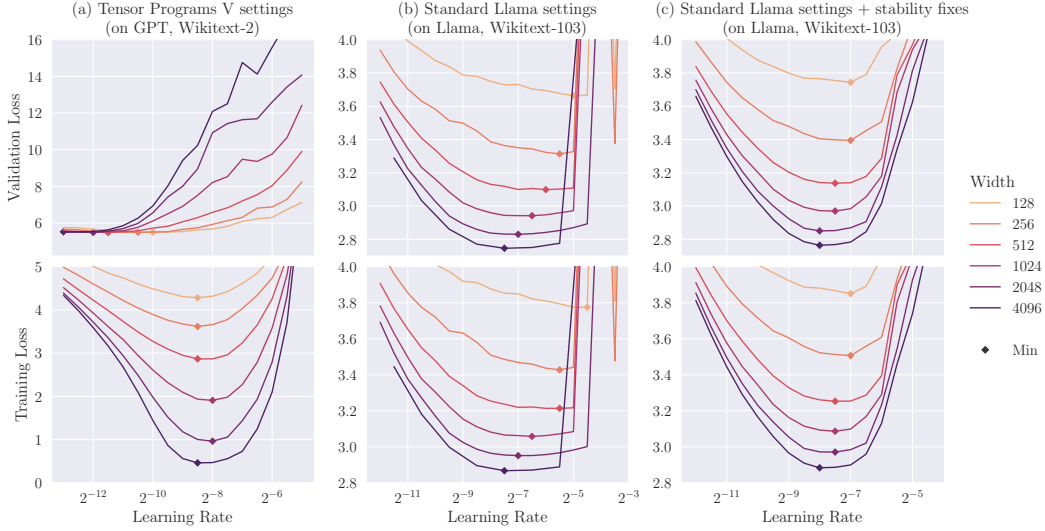 (a) Tensor Programs V settings
(on GPT, Wikitext-2)
(b) Standard Llama settings
(on Llama, Wikitext-103)
(c) Standard Llama settings + stability fixes
(on Llama, Wikitext-103)
Validation Loss
16
14
12
10
8
6
4.0
3.8
3.6
3.4
3.2
3.0
2.8
4.0
3.8
3.6
3.4
3.2
3.0
2.8
Training Loss
5
4
3
2
1
0
4.0
3.8
3.6
3.4
3.2
3.0
2.8
4.0
3.8
3.6
3.4
3.2
3.0
2.8
2⁻¹² 2⁻¹⁰ 2⁻⁸ 2⁻⁶
2⁻¹¹ 2⁻⁹ 2⁻⁷ 2⁻⁵ 2⁻³
2⁻¹¹ 2⁻⁹ 2⁻⁷ 2⁻⁵
Learning Rate
Learning Rate
Learning Rate
Width
128
256
512
1024
2048
4096
Min